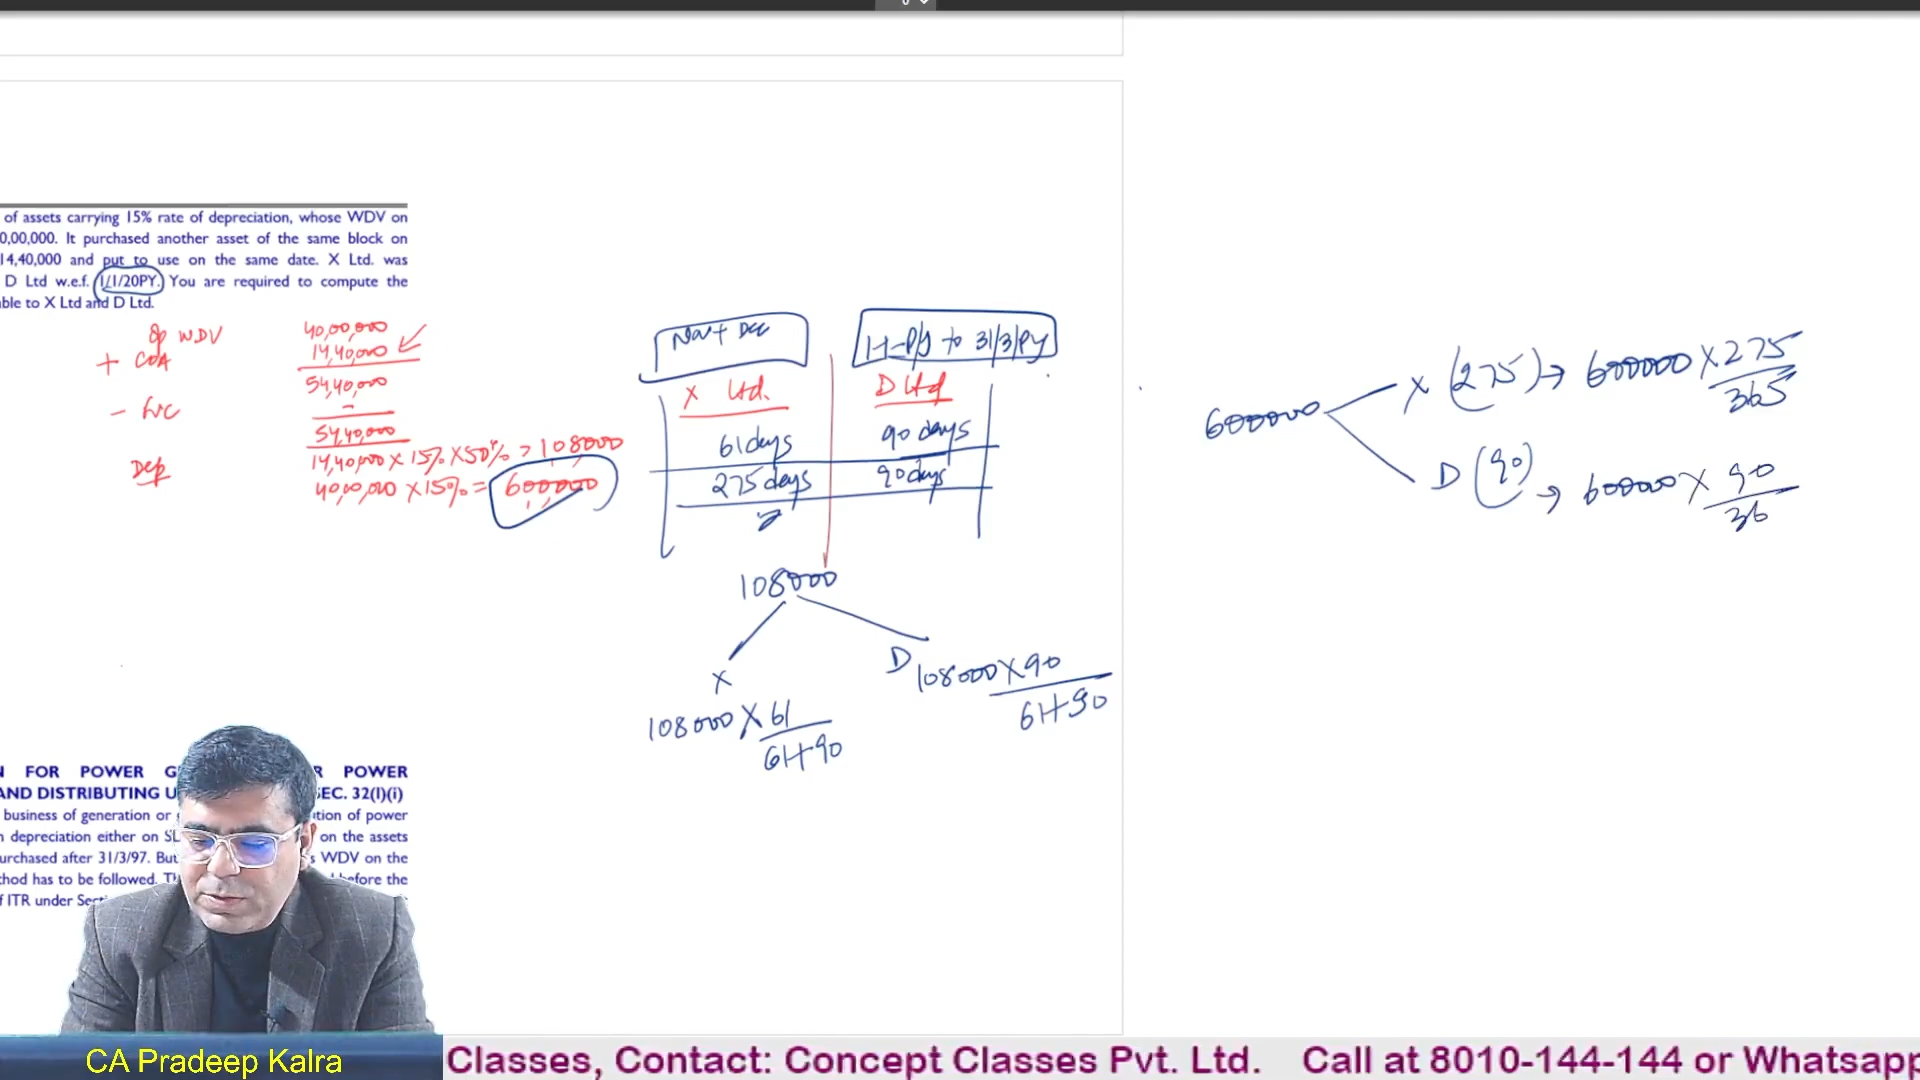 of assets carrying 15% rate of depreciation, whose WDV on
0,00,000. It purchased another asset of the same block on
14,40,000 and put to use on the same date. X Ltd. was
D Ltd w.e.f. 1/1/20PY. You are required to compute the
ble to X Ltd and D Ltd.
Op WDV 40,00,000
+ COA 14,40,000
54,40,000
-
54,40,000
Dep 14,40,000 × 15% × 50% = 108000
40,00,000 × 15% = 600000
Nov + Dec
1-1-PY to 31/3/PY
X Ltd. D Ltd
61 days 90 days
275 days 90 days
108000
X
108000 × 61
61+90
D 108000 × 90
61+90
600000
X (275) → 600000 × 275
365
D (90) → 600000 × 90
36
N FOR POWER G R POWER
AND DISTRIBUTING U SEC. 32(I)(i)
business of generation or ition of power
n depreciation either on SL on the assets
urchased after 31/3/97. But s WDV on the
thod has to be followed. Th before the
f ITR under Sec
CA Pradeep Kalra
Classes, Contact: Concept Classes Pvt. Ltd. Call at 8010-144-144 or Whatsapp